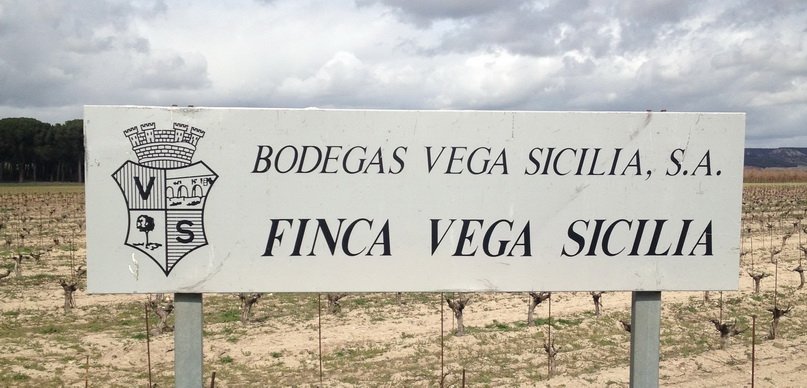 BODEGAS VEGA SICILIA, S.A.
FINCA VEGA SICILIA
V
S